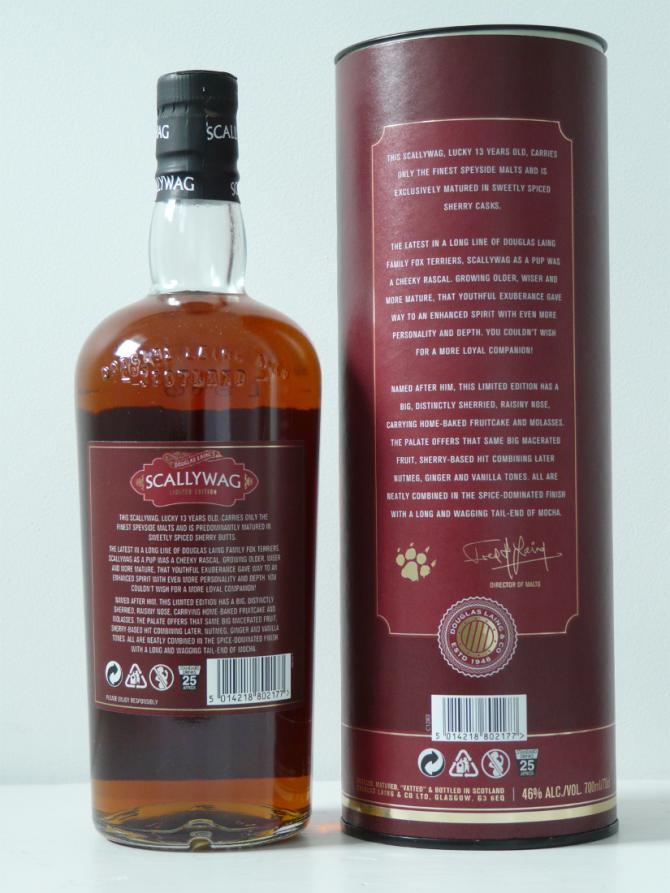 AG
SCAL
LYWAG
SC
DOUGLAS LAING & CO
SCOTLAND
DOUGLAS LAING'S
SCALLYWAG
LIMITED EDITION
THIS SCALLYWAG, LUCKY 13 YEARS OLD, CARRIES ONLY THE
FINEST SPEYSIDE MALTS AND IS PREDOMINANTLY MATURED IN
SWEETLY SPICED SHERRY BUTTS.
THE LATEST IN A LONG LINE OF DOUGLAS LAING FAMILY FOX TERRIERS,
SCALLYWAG AS A PUP WAS A CHEEKY RASCAL. GROWING OLDER, WISER
AND MORE MATURE, THAT YOUTHFUL EXUBERANCE GAVE WAY TO AN
ENHANCED SPIRIT WITH EVEN MORE PERSONALITY AND DEPTH. YOU
COULDN'T WISH FOR A MORE LOYAL COMPANION!
NAMED AFTER HIM, THIS LIMITED EDITION HAS A BIG, DISTINCTLY
SHERRIED, RAISINY NOSE, CARRYING HOME-BAKED FRUITCAKE AND
MOLASSES. THE PALATE OFFERS THAT SAME BIG MACERATED FRUIT,
SHERRY-BASED HIT COMBINING LATER, NUTMEG, GINGER AND VANILLA
TONES. ALL ARE NEATLY COMBINED IN THE SPICE-DOMINATED FINISH
WITH A LONG AND WAGGING TAIL-END OF MOCHA.
25
APPROX
5 014218 802177 >
PLEASE ENJOY RESPONSIBLY
THIS SCALLYWAG, LUCKY 13 YEARS OLD, CARRIES
ONLY THE FINEST SPEYSIDE MALTS AND IS
EXCLUSIVELY MATURED IN SWEETLY SPICED
SHERRY CASKS.
THE LATEST IN A LONG LINE OF DOUGLAS LAING
FAMILY FOX TERRIERS, SCALLYWAG AS A PUP WAS
A CHEEKY RASCAL. GROWING OLDER, WISER AND
MORE MATURE, THAT YOUTHFUL EXUBERANCE GAVE
WAY TO AN ENHANCED SPIRIT WITH EVEN MORE
PERSONALITY AND DEPTH. YOU COULDN'T WISH
FOR A MORE LOYAL COMPANION!
NAMED AFTER HIM, THIS LIMITED EDITION HAS A
BIG, DISTINCTLY SHERRIED, RAISINY NOSE,
CARRYING HOME-BAKED FRUITCAKE AND MOLASSES.
THE PALATE OFFERS THAT SAME BIG MACERATED
FRUIT, SHERRY-BASED HIT COMBINING LATER
NUTMEG, GINGER AND VANILLA TONES. ALL ARE
NEATLY COMBINED IN THE SPICE-DOMINATED FINISH
WITH A LONG AND WAGGING TAIL-END OF MOCHA.
DIRECTOR OF MALTS
DOUGLAS LAING & CO
ESTD 1948
5 014218 802177 >
25
APPROX
MATURED, "VATTED" & BOTTLED IN SCOTLAND
DOUGLAS LAING & CO LTD, GLASGOW, G3 6EQ
46% ALC./VOL. 700ml